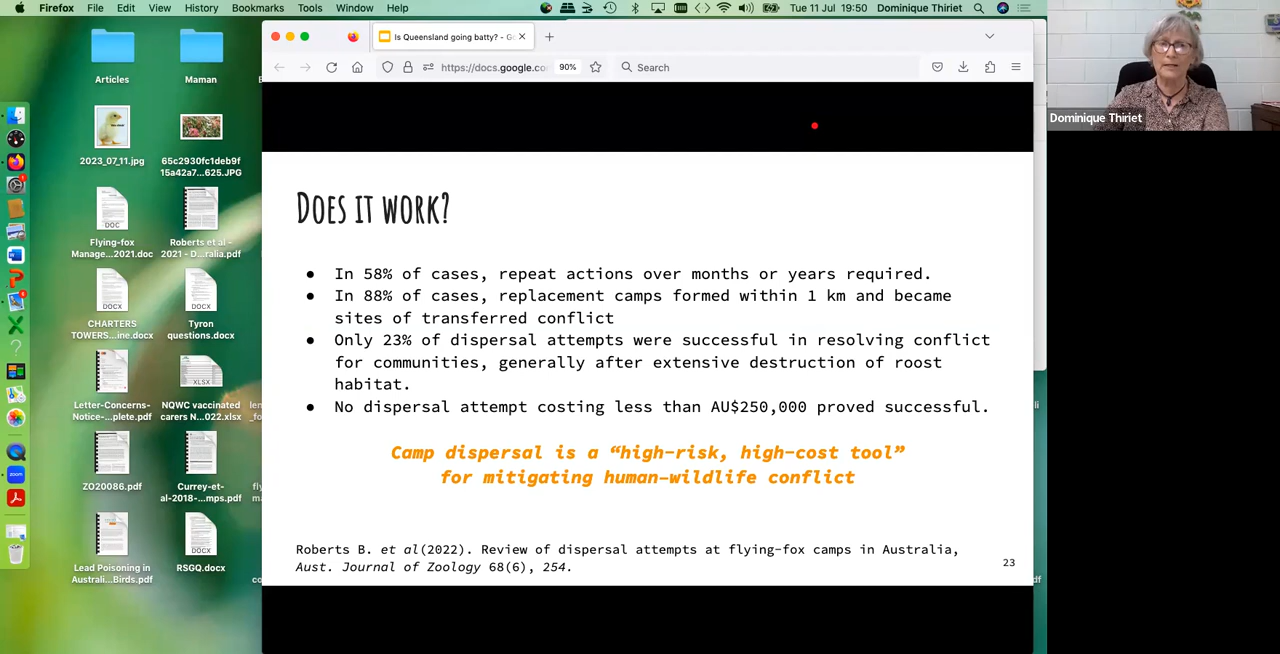 Firefox File Edit View History Bookmarks Tools Window Help Tue 11 Jul 19:50 Dominique Thiriet
Is Queensland going batty? - G
https://docs.google.co 90% Search
Articles Maman
2023_07_11.jpg 65c2930fc1deb9f
15a42a7...625.JPG
DOC
Flying-fox Roberts et al -
Manage...2021.doc 2021 - D...ralia.pdf
DOCX DOCX
CHARTERS Tyron
TOWERS...ine.docx questions.docx
XLSX
Letter-Concerns- NQWC vaccinated
Notice-...plete.pdf carers N...022.xlsx
ZO20086.pdf Currey-et-
al-2018-...mps.pdf
DOCX
Lead Poisoning in RSGQ.docx
Australi...Birds.pdf
zoom
DOES IT WORK?
● In 58% of cases, repeat actions over months or years required.
● In 88% of cases, replacement camps formed within 1 km and became
sites of transferred conflict
● Only 23% of dispersal attempts were successful in resolving conflict
for communities, generally after extensive destruction of roost
habitat.
● No dispersal attempt costing less than AU$250,000 proved successful.
Camp dispersal is a “high-risk, high-cost tool”
for mitigating human-wildlife conflict
Roberts B. et al(2022). Review of dispersal attempts at flying-fox camps in Australia,
Aust. Journal of Zoology 68(6), 254.
23
Dominique Thiriet